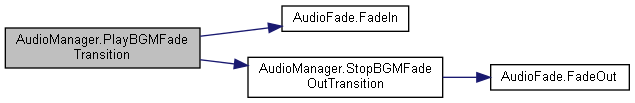 AudioManager.PlayBGMFade
Transition
AudioFade.FadeIn
AudioManager.StopBGMFade
OutTransition
AudioFade.FadeOut